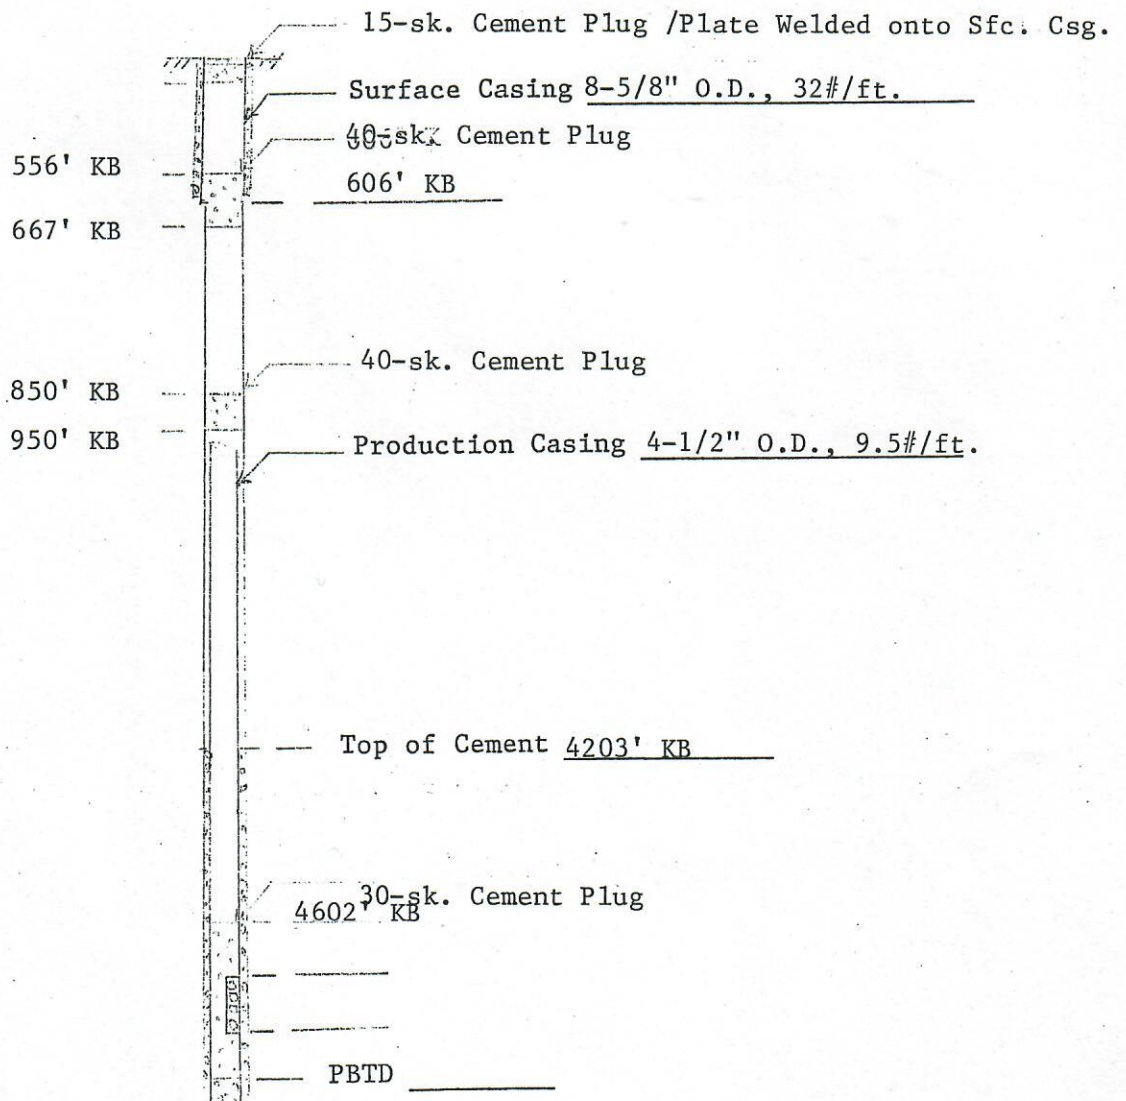 15-sk. Cement Plug /Plate Welded onto Sfc. Csg.
Surface Casing 8-5/8" O.D., 32#/ft.
40-sk. Cement Plug
556' KB
606' KB
667' KB
40-sk. Cement Plug
850' KB
950' KB
Production Casing 4-1/2" O.D., 9.5#/ft.
Top of Cement 4203' KB
30-sk. Cement Plug
4602' KB
PBTD